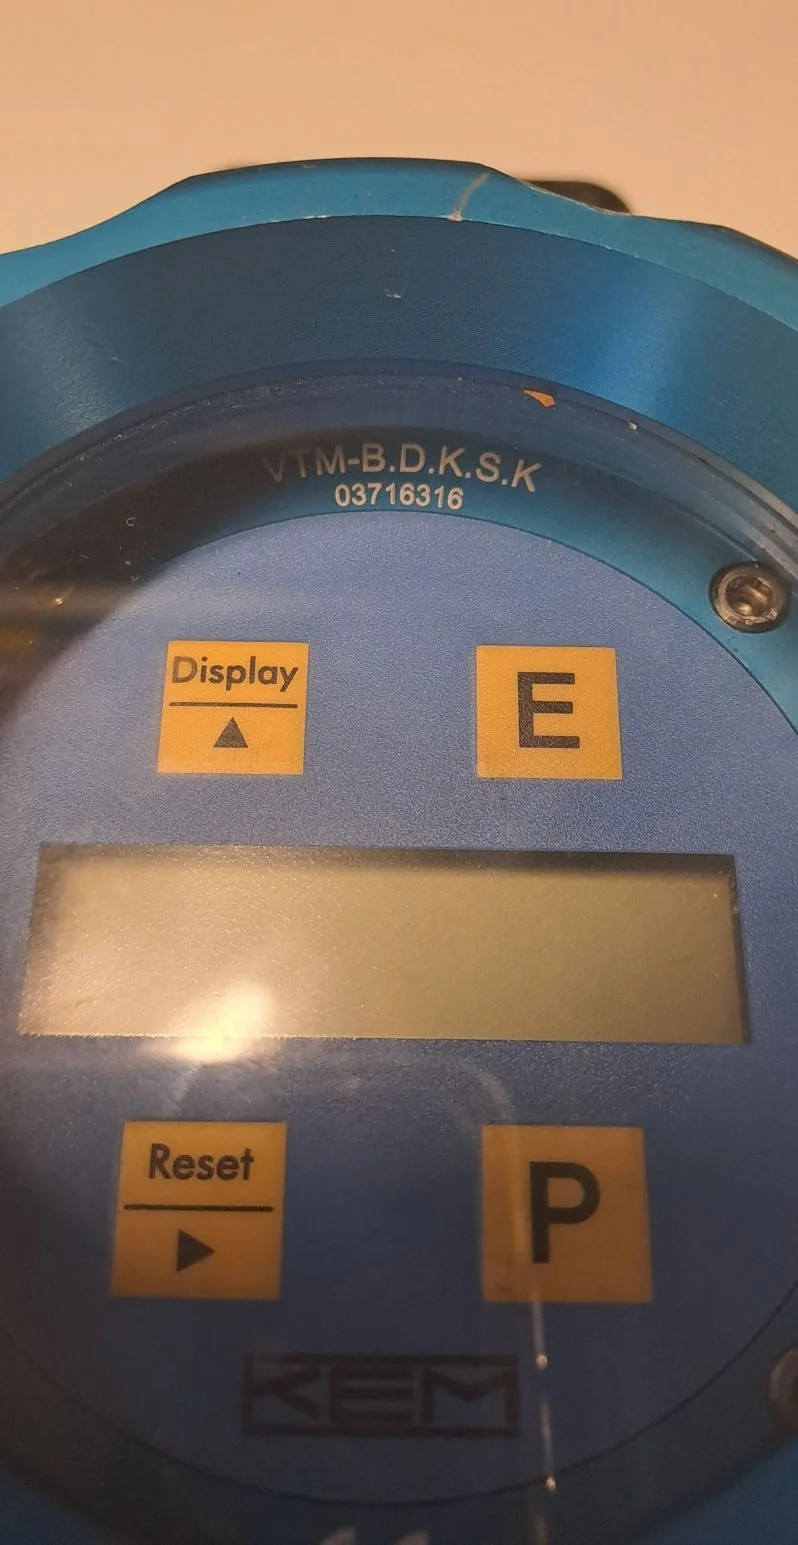 VTM-B.D.K.S.K
03716316
Display
E
Reset
P
KEM